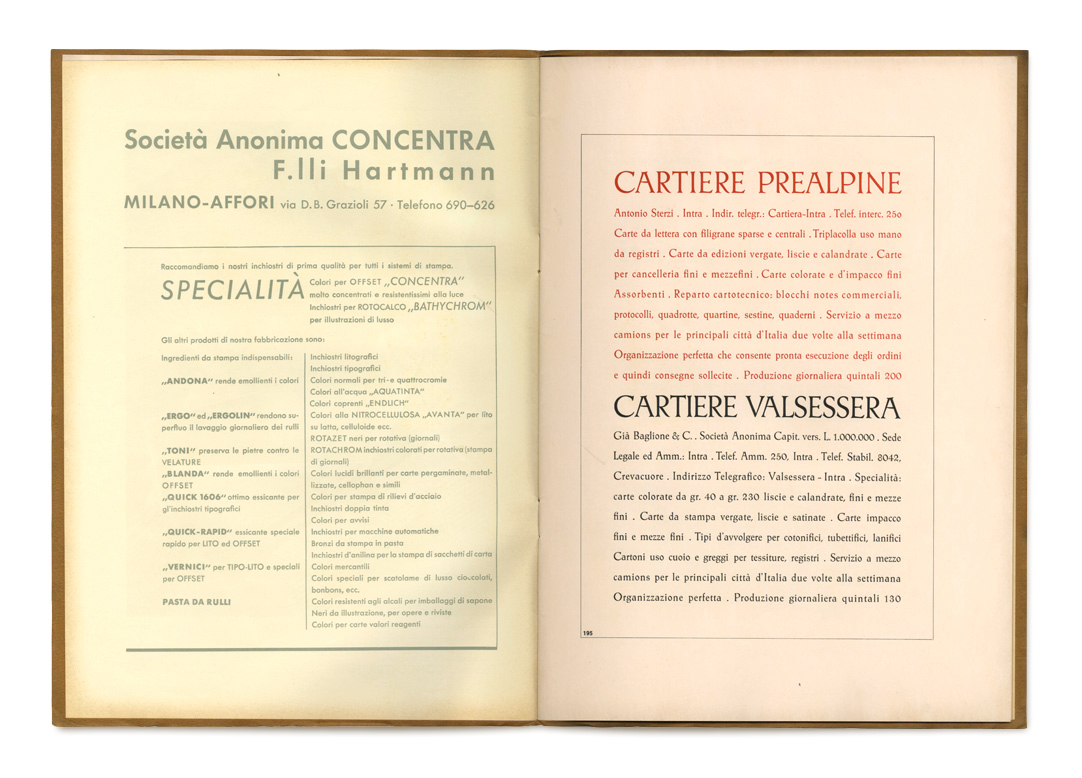 Società Anonima CONCENTRA
F.lli Hartmann
MILANO-AFFORI via D.B. Grazioli 57 · Telefono 690–626
Raccomandiamo i nostri inchiostri di prima qualità per tutti i sistemi di stampa.
SPECIALITÀ
Colori per OFFSET „CONCENTRA“
molto concentrati e resistentissimi alla luce
Inchiostri per ROTOCALCO „BATHYCHROM“
per illustrazioni di lusso
Gli altri prodotti di nostra fabbricazione sono:
Ingredienti da stampa indispensabili:
„ANDONA“ rende emollienti i colori
„ERGO“ ed „ERGOLIN“ rendono su-
perfluo il lavaggio giornaliero dei rulli
„TONI“ preserva le pietre contro le
VELATURE
„BLANDA“ rende emollienti i colori
OFFSET
„QUICK 1606“ ottimo essicante per
gl'inchiostri tipografici
„QUICK-RAPID“ essicante speciale
rapido per LITO ed OFFSET
„VERNICI“ per TIPO-LITO e speciali
per OFFSET
PASTA DA RULLI
Inchiostri litografici
Inchiostri tipografici
Colori normali per tri-e quattrocromie
Colori all'acqua „AQUATINTA“
Colori coprenti „ENDLICH“
Colori alla NITROCELLULOSA „AVANTA“ per lito
su latta, celluloide ecc.
ROTAZET neri per rotativa (giornali)
ROTACHROM inchiostri colorati per rotativa (stampa
di giornali)
Colori lucidi brillanti per carte pergaminate, metal-
lizzate, cellophan e simili
Colori per stampa di rilievi d'acciaio
Inchiostri doppia tinta
Colori per avvisi
Inchiostri per macchine automatiche
Bronzi da stampa in pasta
Inchiostri d'anilina per la stampa di sacchetti di carta
Colori mercantili
Colori speciali per scatolame di lusso cioccolati,
bonbons, ecc.
Colori resistenti agli alcali per imballaggi di sapone
Neri da illustrazione, per opere e riviste
Colori per carte valori reagenti
CARTIERE PREALPINE
Antonio Sterzi . Intra . Indir. telegr.: Cartiera-Intra . Telef. interc. 250
Carte da lettera con filigrane sparse e centrali . Triplacolla uso mano
da registri . Carte da edizioni vergate, liscie e calandrate . Carte
per cancelleria fini e mezzefini . Carte colorate e d'impacco fini
Assorbenti . Reparto cartotecnico: blocchi notes commerciali,
protocolli, quadrotte, quartine, sestine, quaderni . Servizio a mezzo
camions per le principali città d'Italia due volte alla settimana
Organizzazione perfetta che consente pronta esecuzione degli ordini
e quindi consegne sollecite . Produzione giornaliera quintali 200
CARTIERE VALSESSERA
Già Baglione & C. . Società Anonima Capit. vers. L. 1.000.000 . Sede
Legale ed Amm.: Intra . Telef. Amm. 250, Intra . Telef. Stabil. 8042,
Crevacuore . Indirizzo Telegrafico: Valsessera - Intra . Specialità:
carte colorate da gr. 40 a gr. 230 liscie e calandrate, fini e mezze
fini . Carte da stampa vergate, liscie e satinate . Carte impacco
fini e mezze fini . Tipi d'avvolgere per cotonifici, tubettifici, lanifici
Cartoni uso cuoio e greggi per tessiture, registri . Servizio a mezzo
camions per le principali città d'Italia due volte alla settimana
Organizzazione perfetta . Produzione giornaliera quintali 130
195